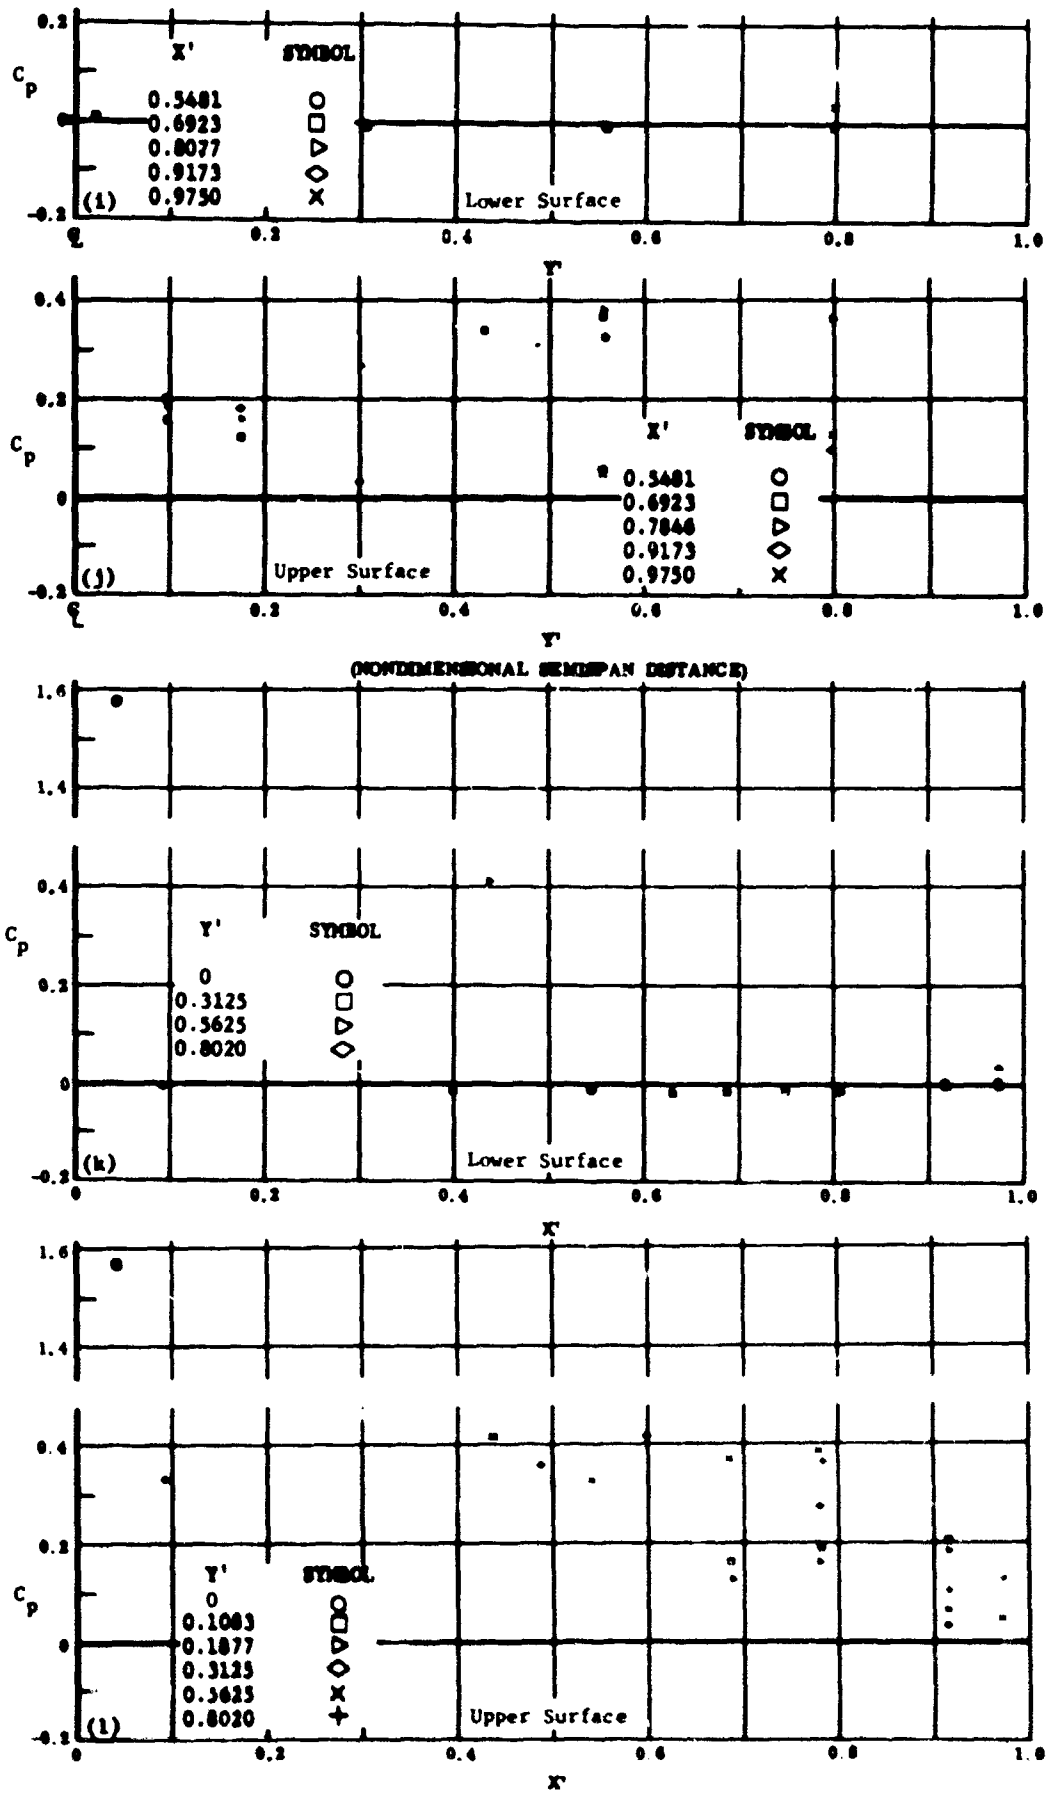 0.2
X' SYMBOL
C_p
0.5481
0.6923
0.8077
0.9173
0.9750
(i)
Lower Surface
-0.2
℄ 0.2 0.4 0.6 0.8 1.0
Y'
0.4
0.2
X' SYMBOL
C_p
0.5481
0 0.6923
0.7846
0.9173
(j) Upper Surface 0.9750
-0.2
℄ 0.2 0.4 0.6 0.8 1.0
Y'
(NONDIMENSIONAL SEMISPAN DISTANCE)
1.6
1.4
0.4
Y' SYMBOL
C_p
0
0.2
0.3125
0.5625
0.8020
0
(k) Lower Surface
-0.2
0 0.2 0.4 0.6 0.8 1.0
X'
1.6
1.4
0.4
0.2
Y' SYMBOL
C_p
0
0.1083
0 0.1877
0.3125
0.5625
0.8020
(l) Upper Surface
-0.2
0 0.2 0.4 0.6 0.8 1.0
X'